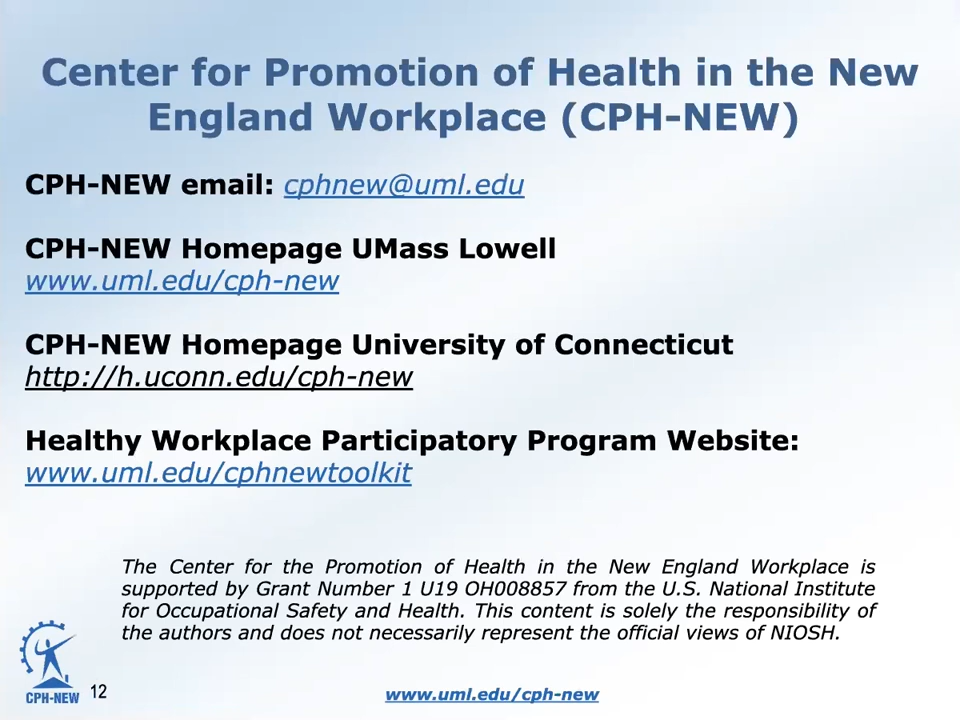 Center for Promotion of Health in the New
England Workplace (CPH-NEW)
CPH-NEW email: cphnew@uml.edu
CPH-NEW Homepage UMass Lowell
www.uml.edu/cph-new
CPH-NEW Homepage University of Connecticut
http://h.uconn.edu/cph-new
Healthy Workplace Participatory Program Website:
www.uml.edu/cphnewtoolkit
The Center for the Promotion of Health in the New England Workplace is
supported by Grant Number 1 U19 OH008857 from the U.S. National Institute
for Occupational Safety and Health. This content is solely the responsibility of
the authors and does not necessarily represent the official views of NIOSH.
CPH-NEW
12
www.uml.edu/cph-new